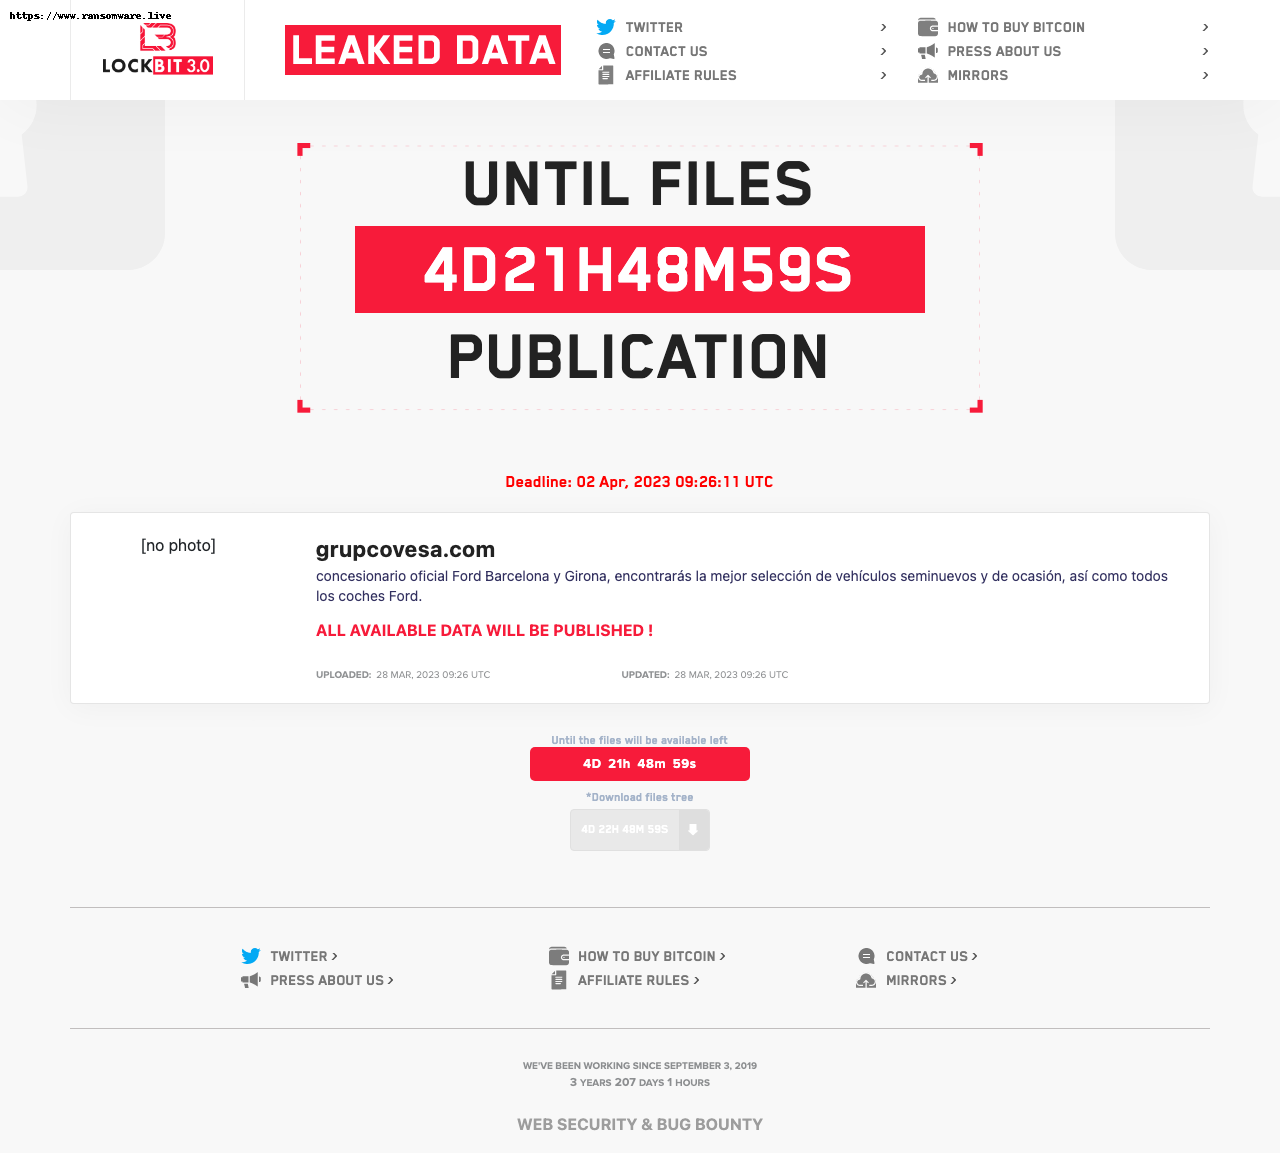 https://www.ransomware.live
LOCKBIT 3.0
LEAKED DATA
TWITTER
CONTACT US
AFFILIATE RULES
HOW TO BUY BITCOIN
PRESS ABOUT US
MIRRORS
UNTIL FILES
4D21H48M59S
PUBLICATION
Deadline: 02 Apr, 2023 09:26:11 UTC
[no photo]
grupcovesa.com
concesionario oficial Ford Barcelona y Girona, encontrarás la mejor selección de vehículos seminuevos y de ocasión, así como todos
los coches Ford.
ALL AVAILABLE DATA WILL BE PUBLISHED !
UPLOADED: 28 MAR, 2023 09:26 UTC
UPDATED: 28 MAR, 2023 09:26 UTC
Until the files will be available left
4D 21h 48m 59s
*Download files tree
4D 22H 48M 59S
TWITTER
HOW TO BUY BITCOIN
CONTACT US
PRESS ABOUT US
AFFILIATE RULES
MIRRORS
WE'VE BEEN WORKING SINCE SEPTEMBER 3, 2019
3 YEARS 207 DAYS 1 HOURS
WEB SECURITY & BUG BOUNTY